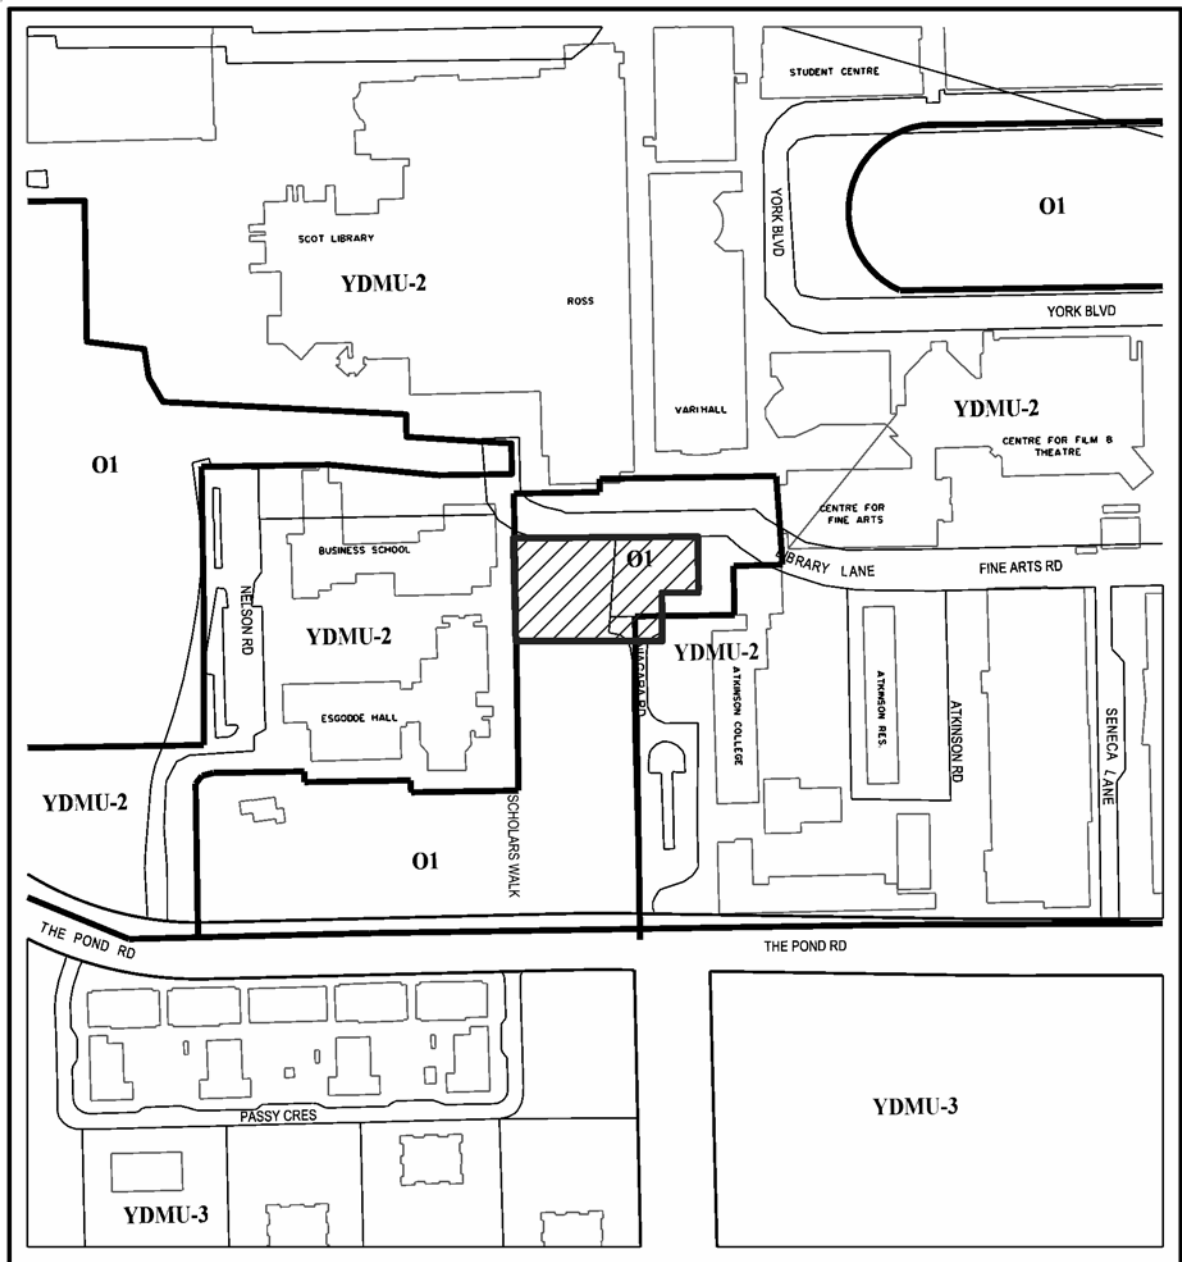 STUDENT CENTRE
YORK BLVD
O1
SCOT LIBRARY
YDMU-2
ROSS
YORK BLVD
VARI HALL
YDMU-2
CENTRE FOR FILM &
THEATRE
O1
CENTRE FOR
FINE ARTS
BUSINESS SCHOOL
O1
LIBRARY LANE
FINE ARTS RD
NELSON RD
YDMU-2
YDMU-2
NIAGARA RD
ATKINSON COLLEGE
ATKINSON RES.
ATKINSON RD
SENECA LANE
ESGOODE HALL
YDMU-2
SCHOLARS WALK
O1
THE POND RD
THE POND RD
PASSY CRES
YDMU-3
YDMU-3